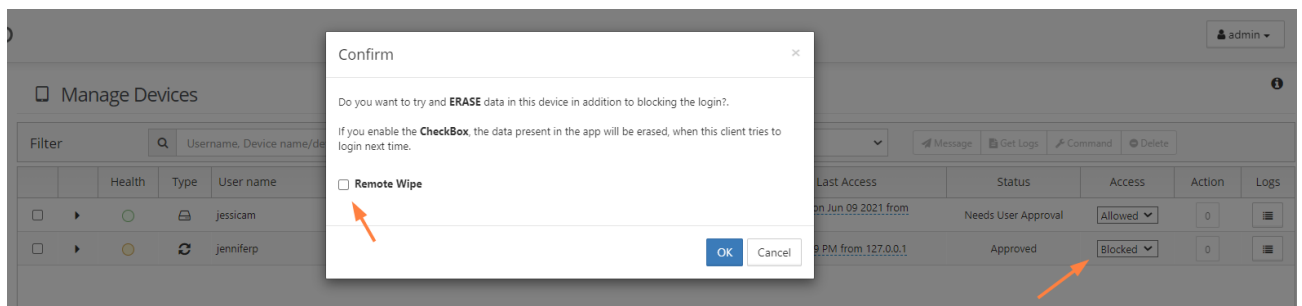 admin
Confirm
×
Manage Devices
Do you want to try and ERASE data in this device in addition to blocking the login?.
If you enable the CheckBox, the data present in the app will be erased, when this client tries to
login next time.
Filter
Username, Device name/de
Message Get Logs Command Delete
Remote Wipe
Health Type User name Last Access Status Access Action Logs
jessicam on Jun 09 2021 from Needs User Approval Allowed 0
jenniferp 9 PM from 127.0.0.1 Approved Blocked 0
OK Cancel